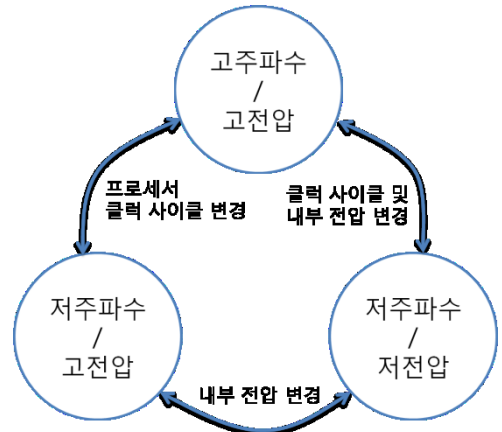 고주파수
/
고전압
프로세서
클럭 사이클 변경
클럭 사이클 및
내부 전압 변경
저주파수
/
고전압
저주파수
/
저전압
내부 전압 변경